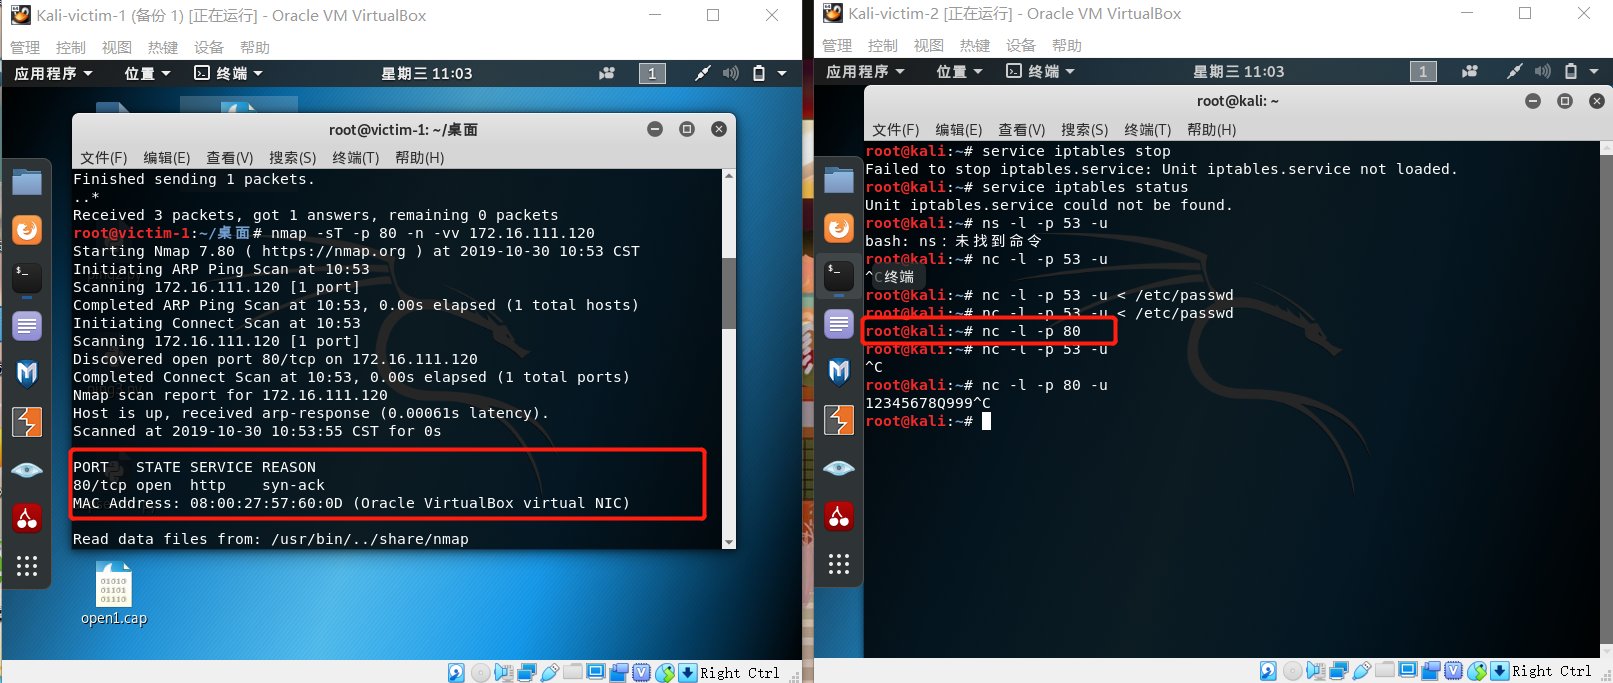 Kali-victim-1 (备份 1) [正在运行] - Oracle VM VirtualBox
管理 控制 视图 热键 设备 帮助
应用程序 位置 终端 星期三 11:03 1
root@victim-1: ~/桌面
文件(F) 编辑(E) 查看(V) 搜索(S) 终端(T) 帮助(H)
Finished sending 1 packets.
..*
Received 3 packets, got 1 answers, remaining 0 packets
root@victim-1:~/桌面# nmap -sT -p 80 -n -vv 172.16.111.120
Starting Nmap 7.80 ( https://nmap.org ) at 2019-10-30 10:53 CST
Initiating ARP Ping Scan at 10:53
Scanning 172.16.111.120 [1 port]
Completed ARP Ping Scan at 10:53, 0.00s elapsed (1 total hosts)
Initiating Connect Scan at 10:53
Scanning 172.16.111.120 [1 port]
Discovered open port 80/tcp on 172.16.111.120
Completed Connect Scan at 10:53, 0.00s elapsed (1 total ports)
Nmap scan report for 172.16.111.120
Host is up, received arp-response (0.00061s latency).
Scanned at 2019-10-30 10:53:55 CST for 0s
PORT STATE SERVICE REASON
80/tcp open http syn-ack
MAC Address: 08:00:27:57:60:0D (Oracle VirtualBox virtual NIC)
Read data files from: /usr/bin/../share/nmap
01010
01101
01110
open1.cap
Right Ctrl
Kali-victim-2 [正在运行] - Oracle VM VirtualBox
管理 控制 视图 热键 设备 帮助
应用程序 位置 终端 星期三 11:03 1
root@kali: ~
文件(F) 编辑(E) 查看(V) 搜索(S) 终端(T) 帮助(H)
root@kali:~# service iptables stop
Failed to stop iptables.service: Unit iptables.service not loaded.
root@kali:~# service iptables status
Unit iptables.service could not be found.
root@kali:~# ns -l -p 53 -u
bash: ns：未找到命令
root@kali:~# nc -l -p 53 -u
^C
终端
root@kali:~# nc -l -p 53 -u < /etc/passwd
root@kali:~# nc -l -p 53 -u < /etc/passwd
root@kali:~# nc -l -p 80
root@kali:~# nc -l -p 53 -u
^C
root@kali:~# nc -l -p 80 -u
12345678Q999^C
root@kali:~#
Right Ctrl